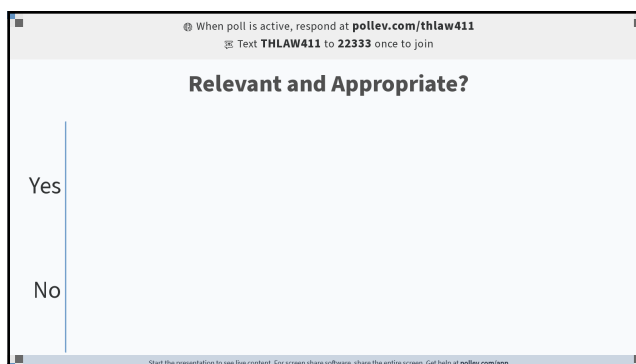 When poll is active, respond at pollev.com/thlaw411
Text THLAW411 to 22333 once to join
Relevant and Appropriate?
Yes
No
Start the presentation to see live content. For screen share software, share the entire screen. Get help at pollev.com/app